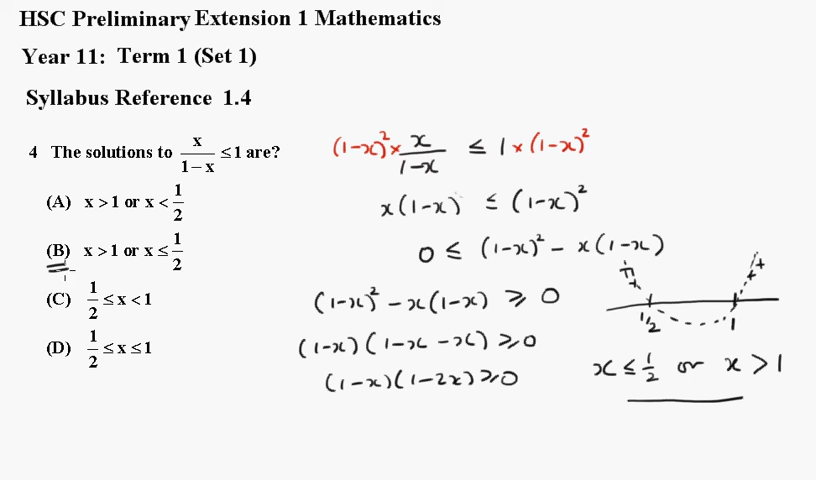 HSC Preliminary Extension 1 Mathematics
Year 11: Term 1 (Set 1)
Syllabus Reference 1.4
4 The solutions to x/(1−x) ≤ 1 are?
(A) x > 1 or x < 1/2
(B) x > 1 or x ≤ 1/2
(C) 1/2 ≤ x < 1
(D) 1/2 ≤ x ≤ 1
(1−x)² × x/(1−x) ≤ 1 × (1−x)²
x(1−x) ≤ (1−x)²
0 ≤ (1−x)² − x(1−x)
(1−x)² − x(1−x) ≥ 0
(1−x)(1−x−x) ≥ 0
(1−x)(1−2x) ≥ 0
1/2 1
x ≤ 1/2 or x > 1